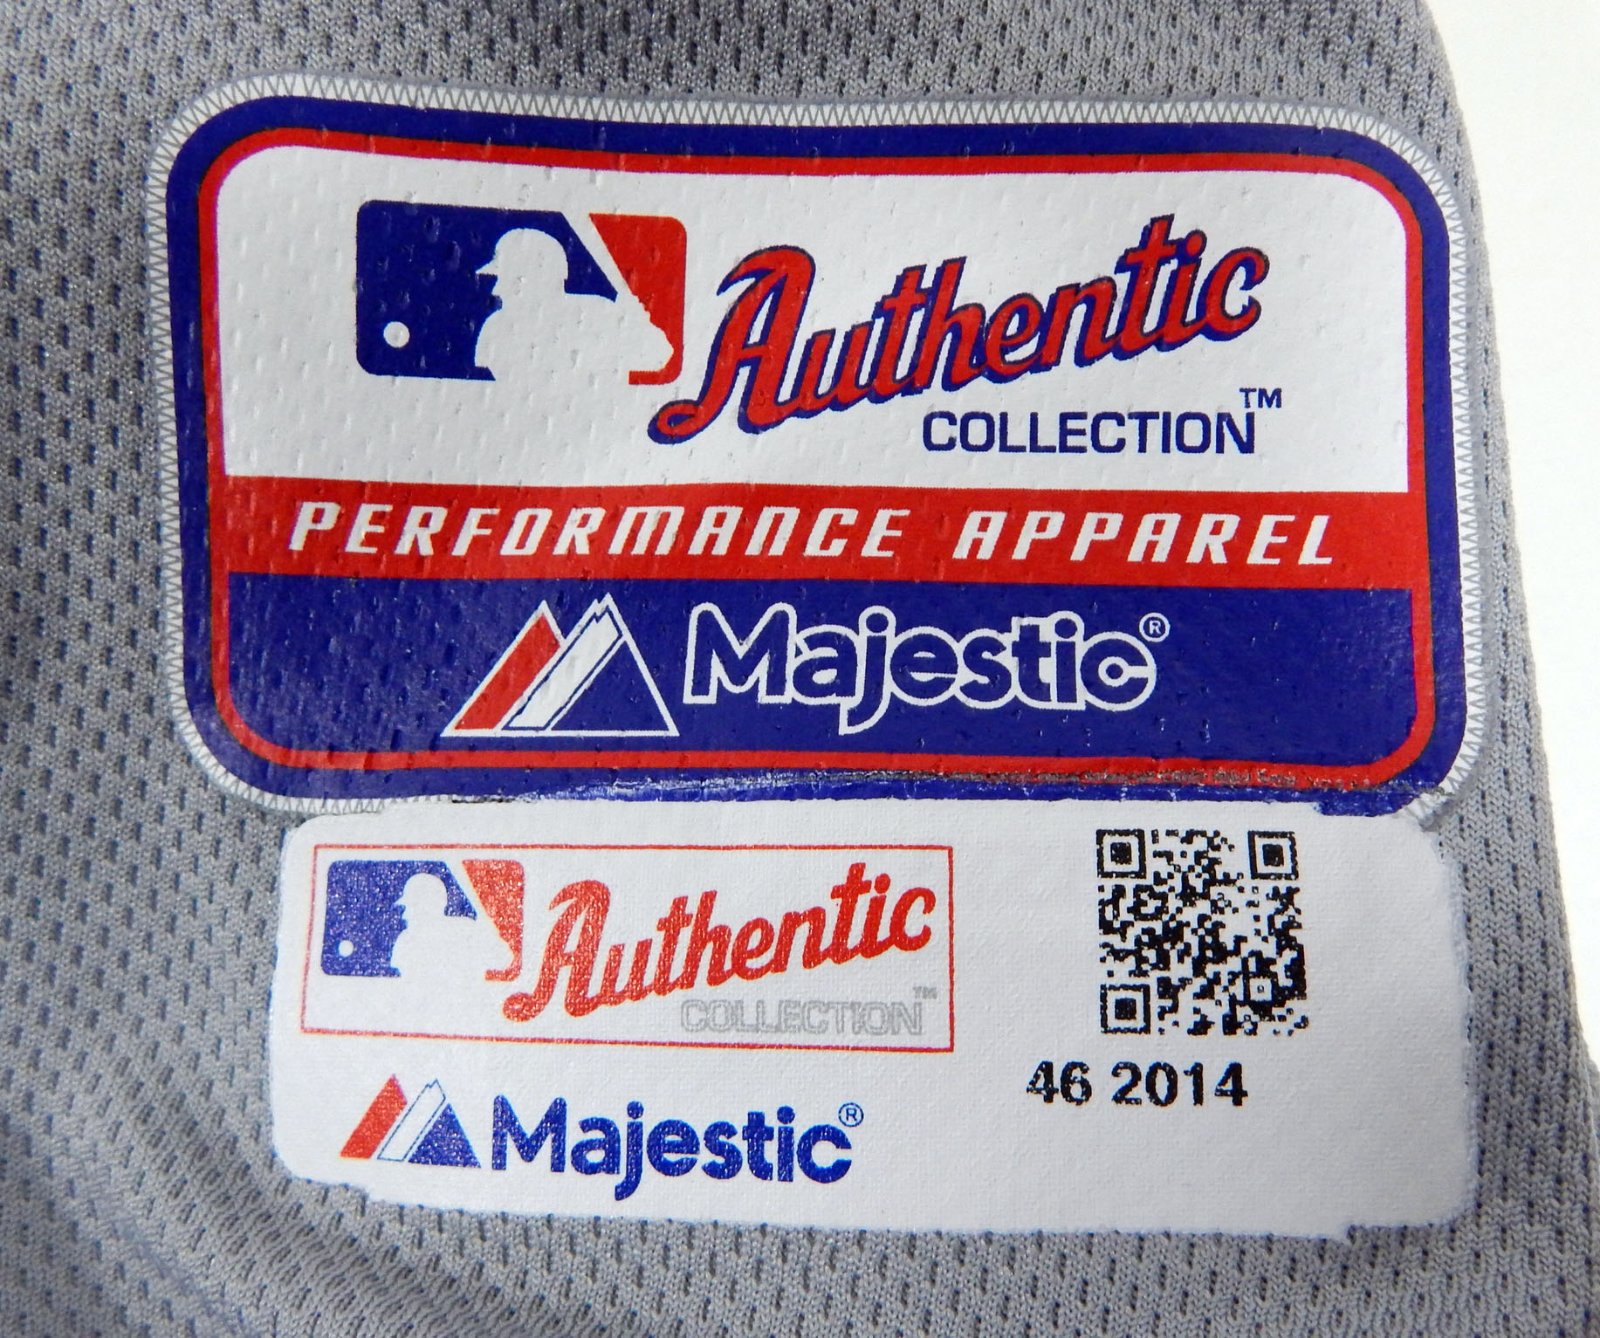 Authentic
COLLECTION™
PERFORMANCE APPAREL
Majestic®
Authentic
COLLECTION™
Majestic®
46 2014